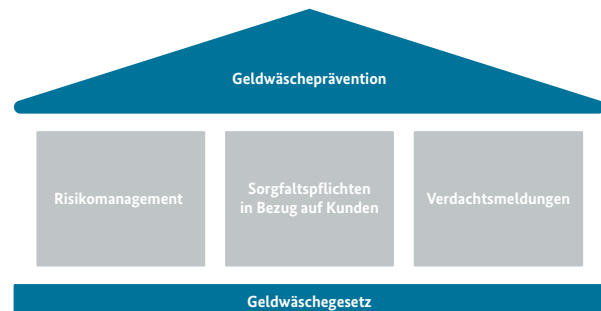 Geldwäscheprävention
Risikomanagement
Sorgfaltspflichten
in Bezug auf Kunden
Verdachtsmeldungen
Geldwäschegesetz